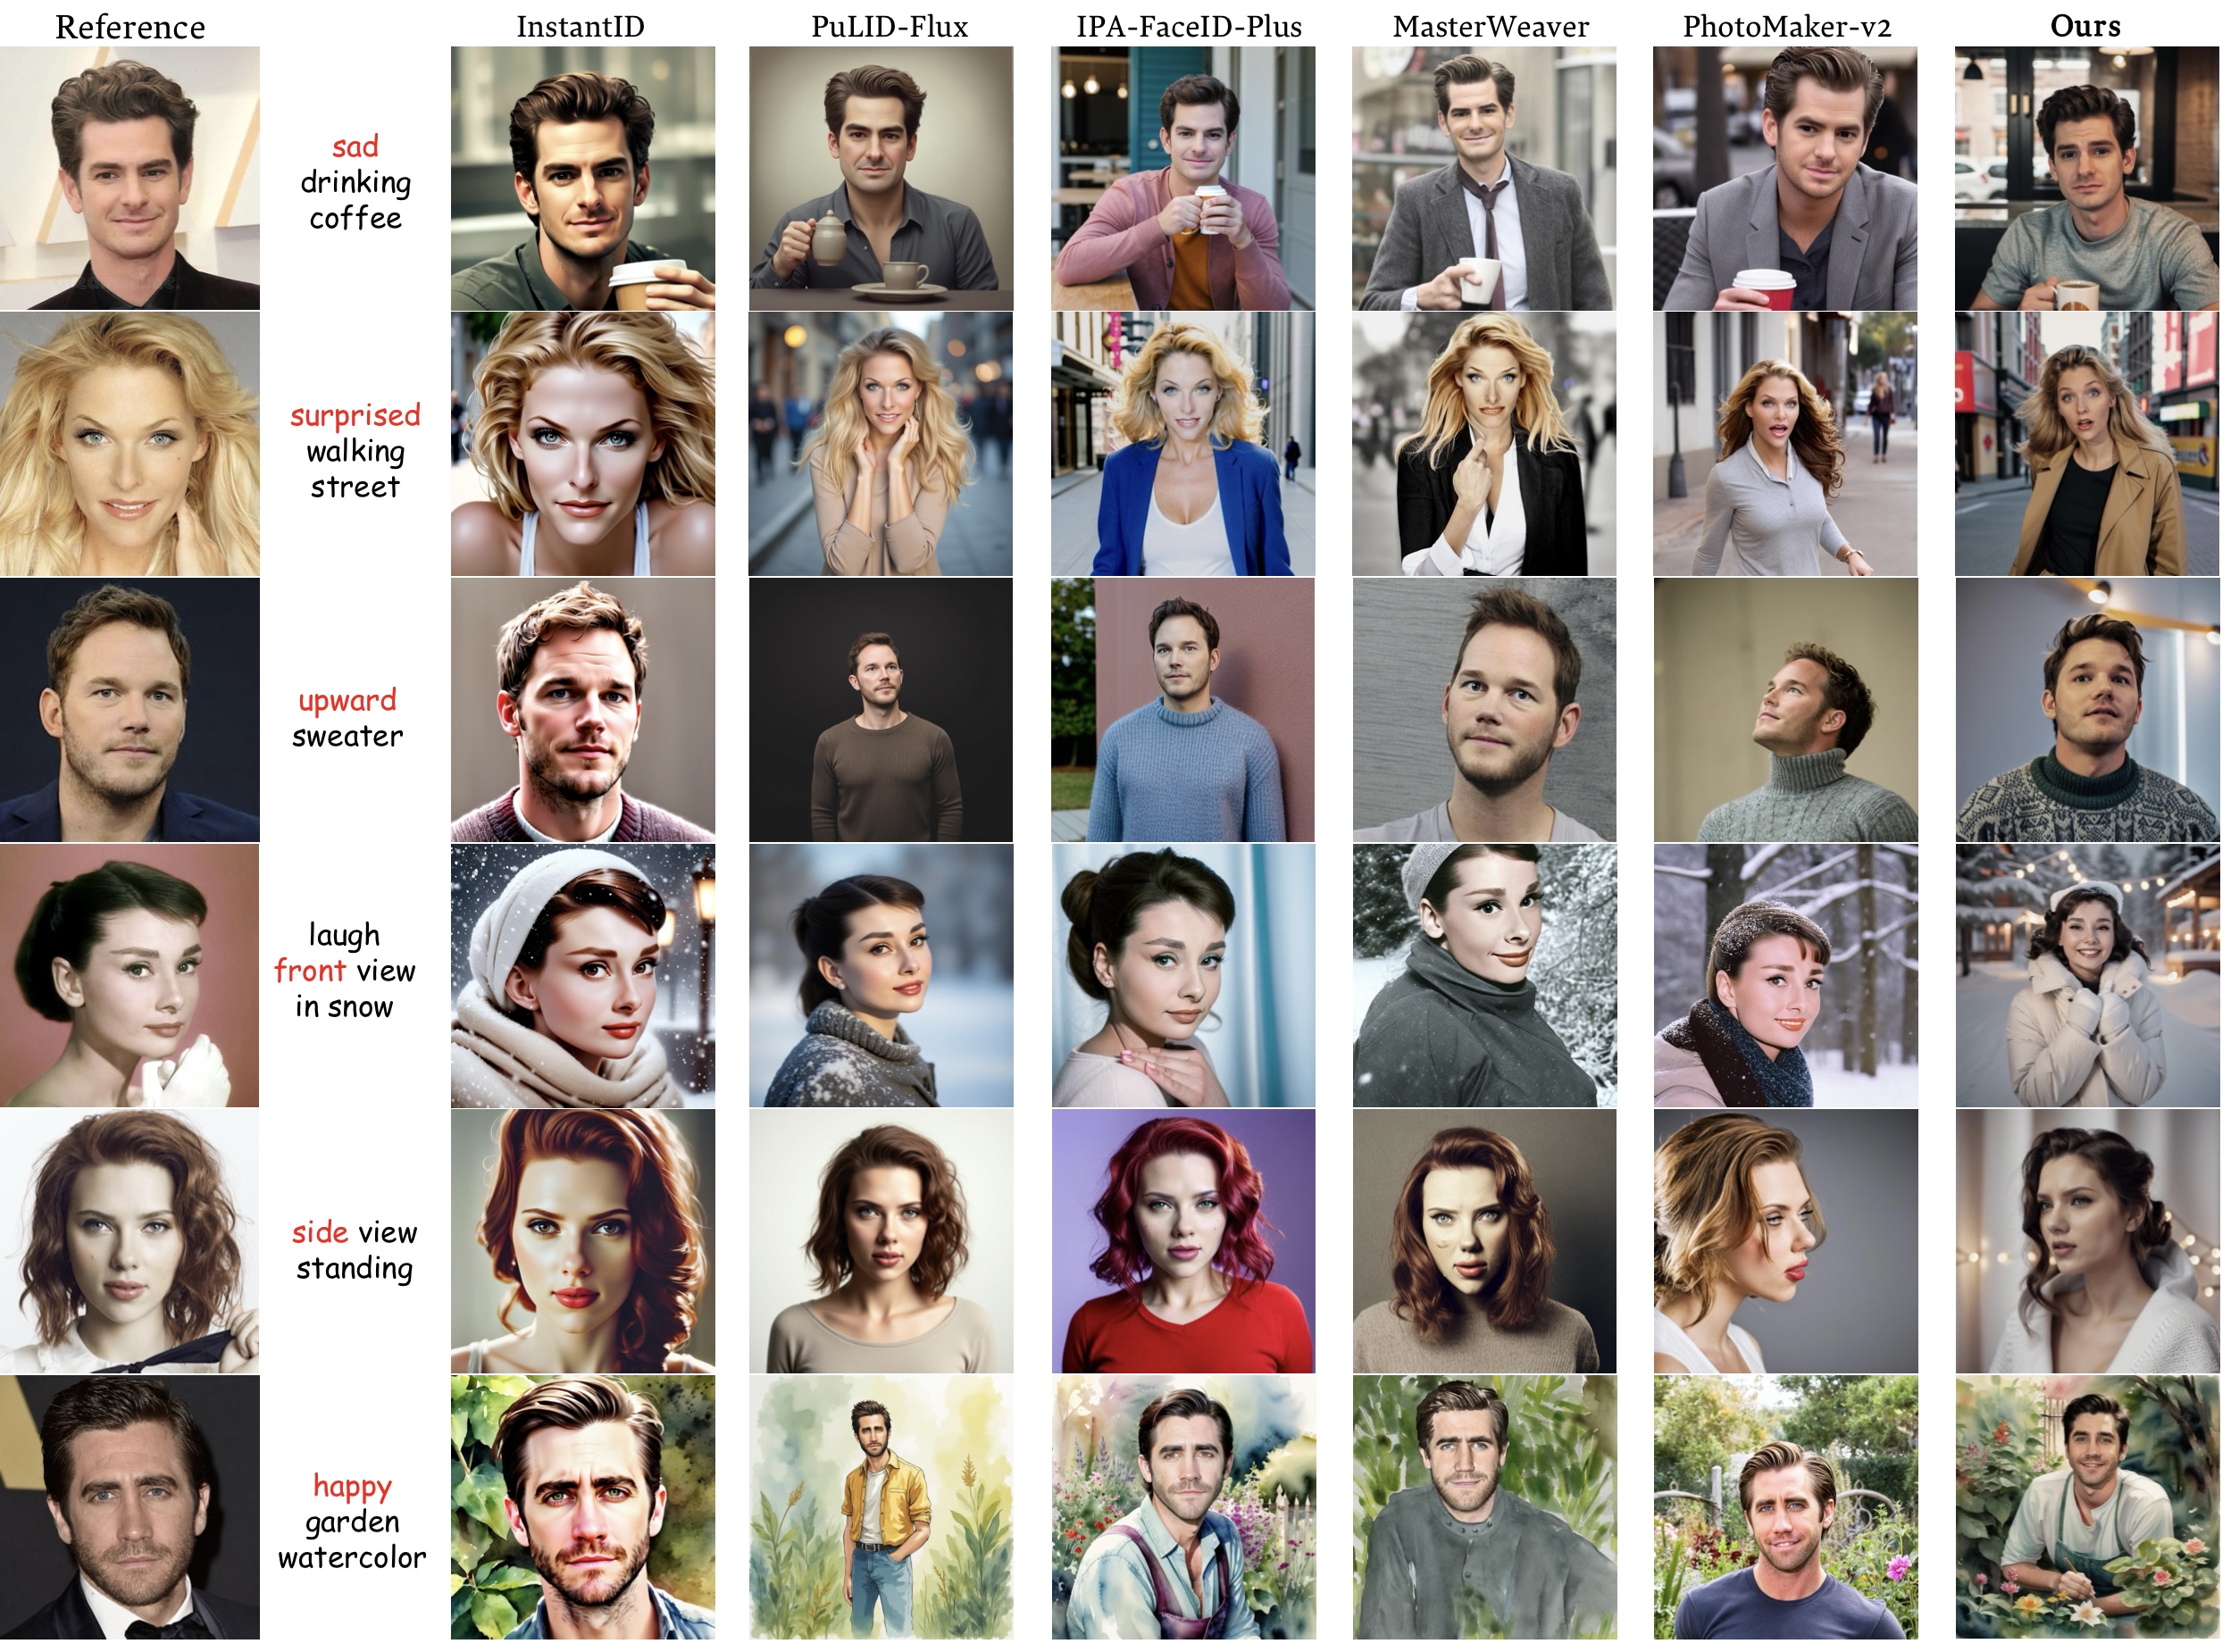 Reference InstantID PuLID-Flux IPA-FaceID-Plus MasterWeaver PhotoMaker-v2 Ours
sad
drinking
coffee
surprised
walking
street
upward
sweater
laugh
front view
in snow
side view
standing
happy
garden
watercolor